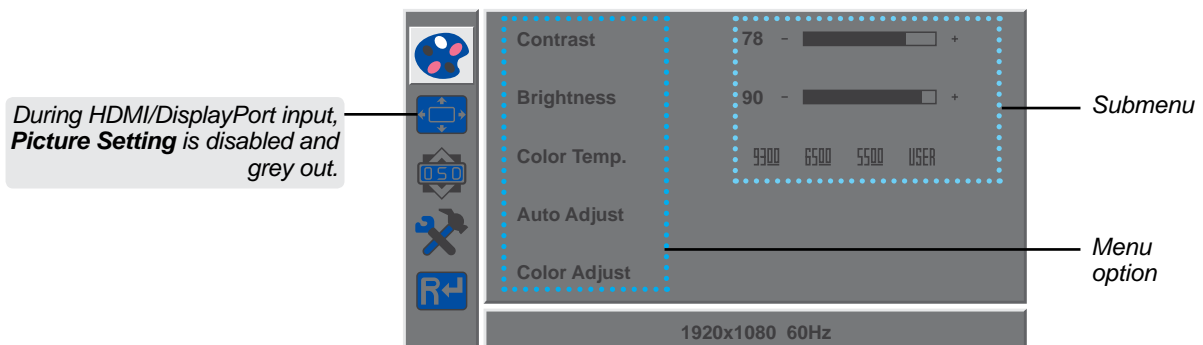 During HDMI/DisplayPort input,
Picture Setting is disabled and
grey out.
OSD
R
Contrast
78 - +
Brightness
90 - +
Color Temp.
9300 6500 5500 USER
Auto Adjust
Color Adjust
1920x1080 60Hz
Submenu
Menu
option